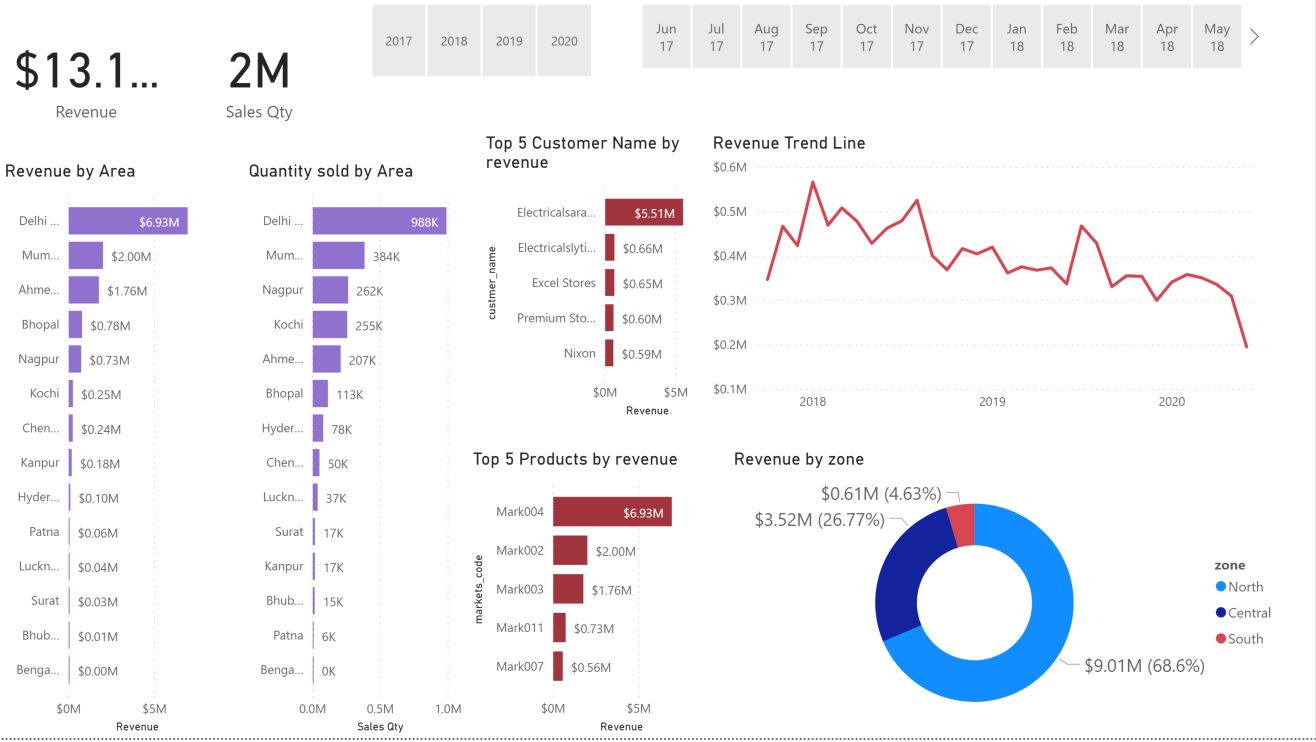 2017
2018
2019
2020
Jun
17
Jul
17
Aug
17
Sep
17
Oct
17
Nov
17
Dec
17
Jan
18
Feb
18
Mar
18
Apr
18
May
18
$13.1...
Revenue
2M
Sales Qty
Revenue by Area
Delhi ...
$6.93M
Mum...
$2.00M
Ahme...
$1.76M
Bhopal
$0.78M
Nagpur
$0.73M
Kochi
$0.25M
Chen...
$0.24M
Kanpur
$0.18M
Hyder...
$0.10M
Patna
$0.06M
Luckn...
$0.04M
Surat
$0.03M
Bhub...
$0.01M
Benga...
$0.00M
$0M
$5M
Revenue
Quantity sold by Area
Delhi ...
988K
Mum...
384K
Nagpur
262K
Kochi
255K
Ahme...
207K
Bhopal
113K
Hyder...
78K
Chen...
50K
Luckn...
37K
Surat
17K
Kanpur
17K
Bhub...
15K
Patna
6K
Benga...
0K
0.0M
0.5M
1.0M
Sales Qty
Top 5 Customer Name by
revenue
custmer_name
Electricalsara...
$5.51M
Electricalslyti...
$0.66M
Excel Stores
$0.65M
Premium Sto...
$0.60M
Nixon
$0.59M
$0M
$5M
Revenue
Revenue Trend Line
$0.6M
$0.5M
$0.4M
$0.3M
$0.2M
$0.1M
2018
2019
2020
Top 5 Products by revenue
markets_code
Mark004
$6.93M
Mark002
$2.00M
Mark003
$1.76M
Mark011
$0.73M
Mark007
$0.56M
$0M
$5M
Revenue
Revenue by zone
$0.61M (4.63%)
$3.52M (26.77%)
$9.01M (68.6%)
zone
North
Central
South